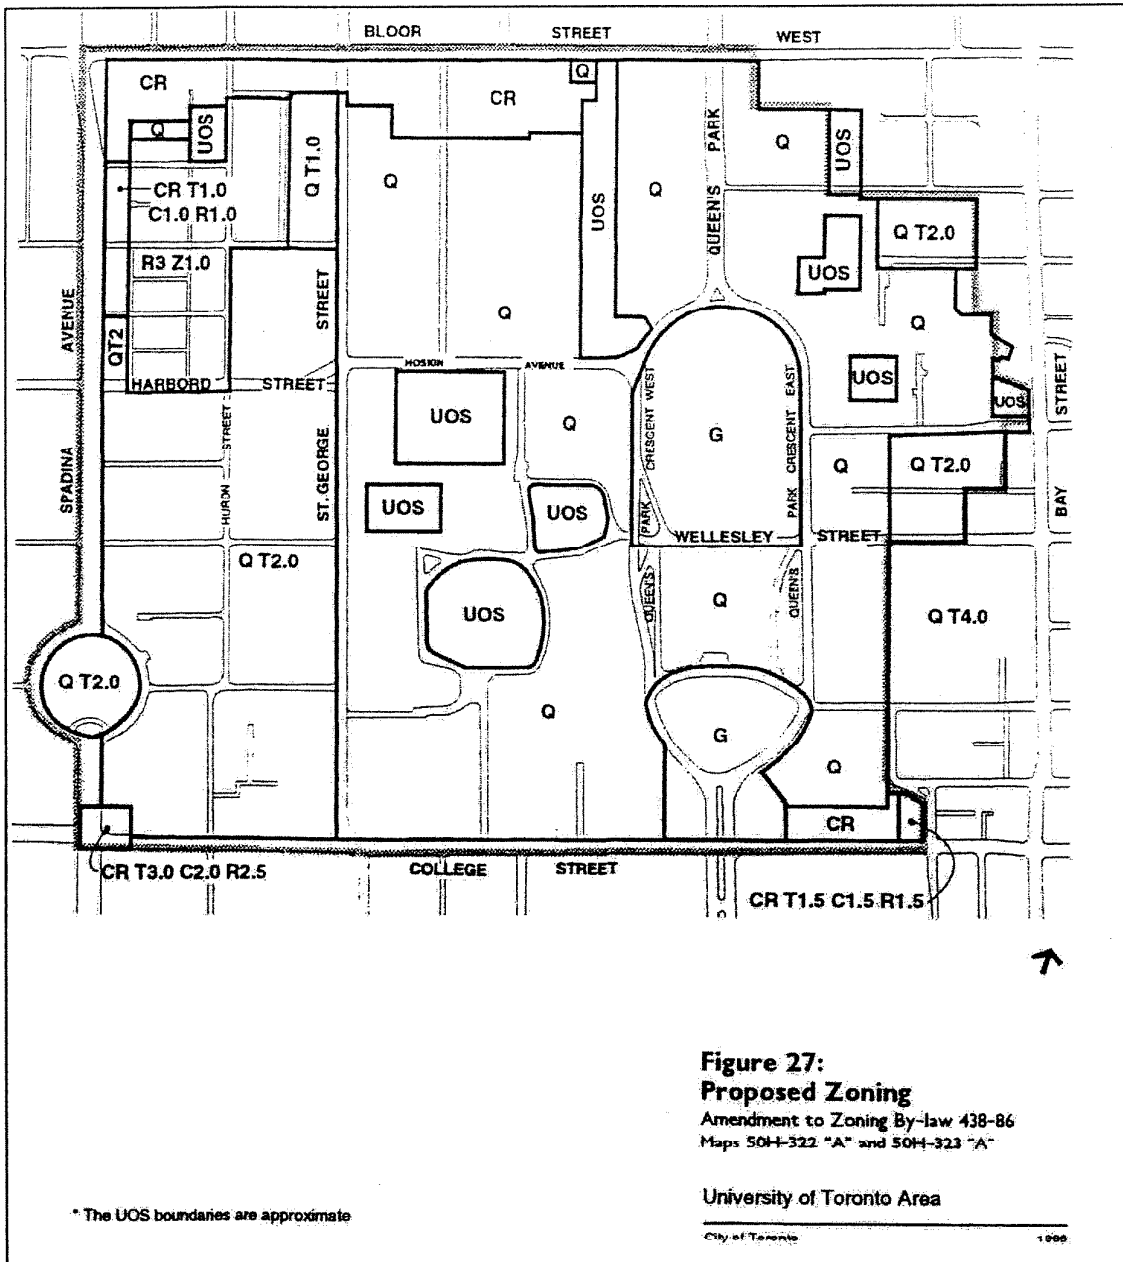 BLOOR STREET WEST
CR
Q
CR
Q
UOS
Q T1.0
QUEEN'S PARK
Q
UOS
CR T1.0
C1.0 R1.0
Q
UOS
Q
Q T2.0
R3 Z1.0
UOS
SPADINA AVENUE
ST. GEORGE STREET
Q
Q
QT2
HOSKIN AVENUE
HARBORD STREET
UOS
UOS
BAY STREET
HURON STREET
UOS
Q
PARK CRESCENT WEST
G
PARK CRESCENT EAST
Q
Q T2.0
UOS
UOS
WELLESLEY STREET
Q T2.0
QUEEN'S
QUEEN'S
UOS
Q
Q T4.0
Q T2.0
Q
G
Q
CR
CR T3.0 C2.0 R2.5
COLLEGE STREET
CR T1.5 C1.5 R1.5
Figure 27:
Proposed Zoning
Amendment to Zoning By-law 438-86
Maps 50H-322 "A" and 50H-323 "A"
University of Toronto Area
* The UOS boundaries are approximate
City of Toronto